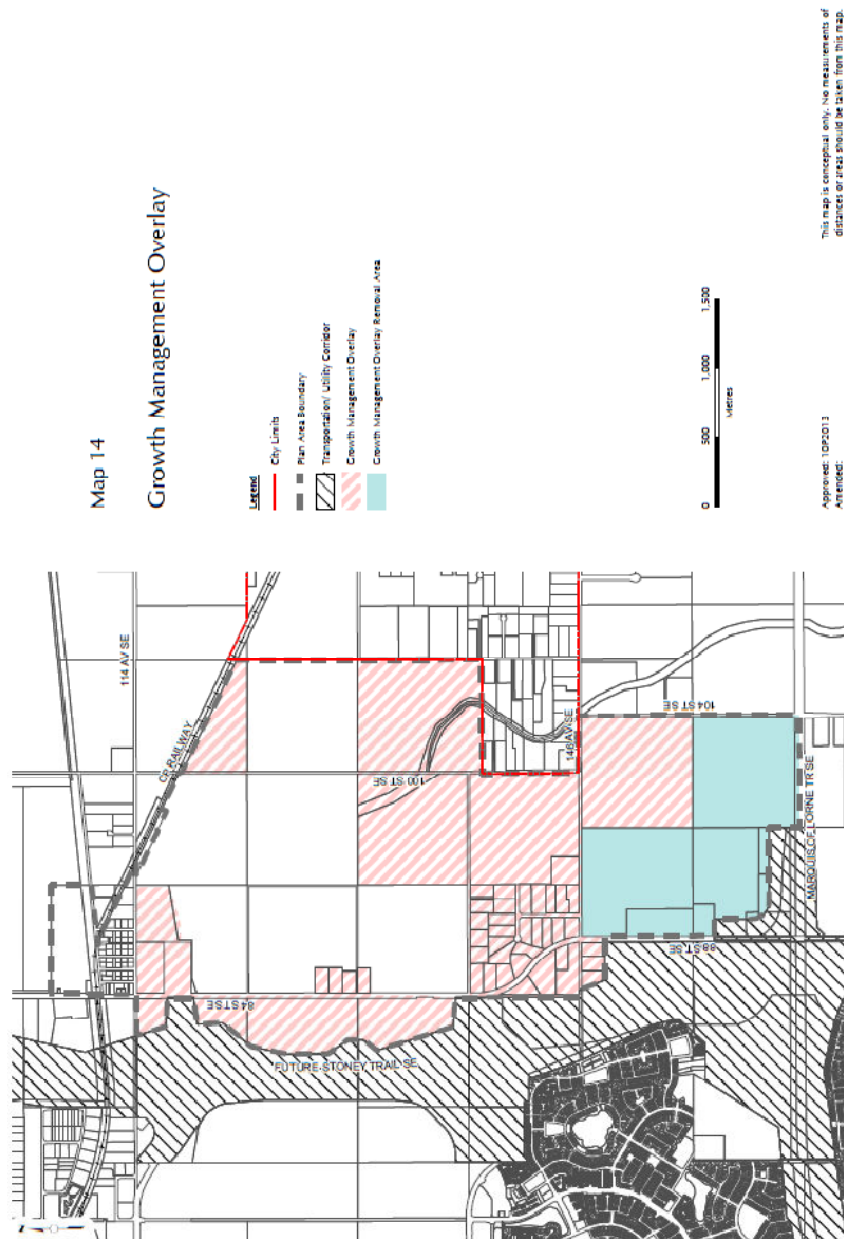 Map 14
Growth Management Overlay
Legend
City Limits
Plan Area Boundary
Transportation/ Utility Corridor
Growth Management Overlay
Growth Management Overlay Removal Area
0 500 1,000 1,500
Metres
Approved: 10P2013
Amended:
This map is conceptual only. No measurements of
distances or areas should be taken from this map.
114 AV SE
CP RAILWAY
100 ST SE
146 AV SE
104 ST SE
84 ST SE
FUTURE STONEY TRAIL SE
88 ST SE
MARQUIS OF LORNE TR SE